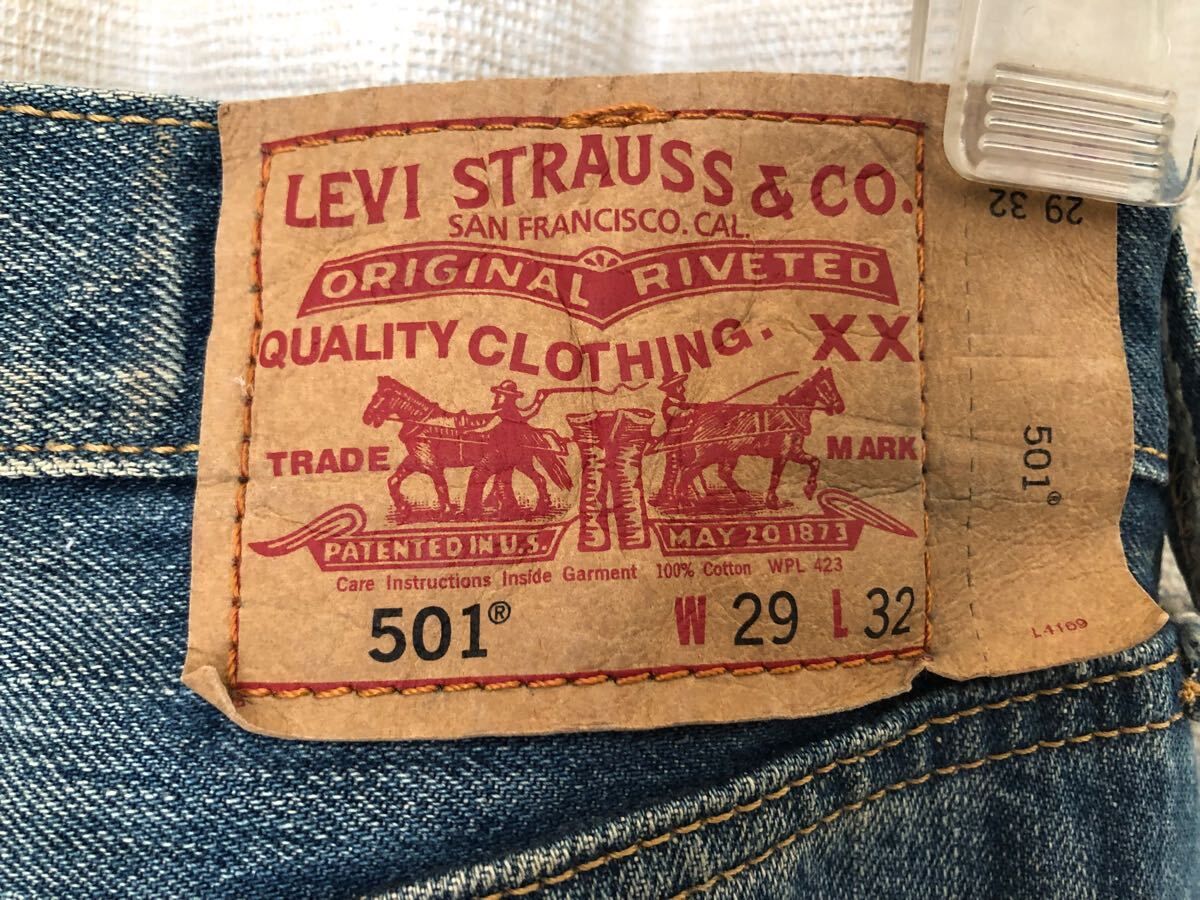 LEVI STRAUSS & CO.
SAN FRANCISCO. CAL.
ORIGINAL RIVETED
QUALITY CLOTHING. XX
TRADE MARK
PATENTED IN U.S. MAY 20 1873
Care Instructions Inside Garment 100% Cotton WPL 423
501® W 29 L 32
29 32
501®
L4169